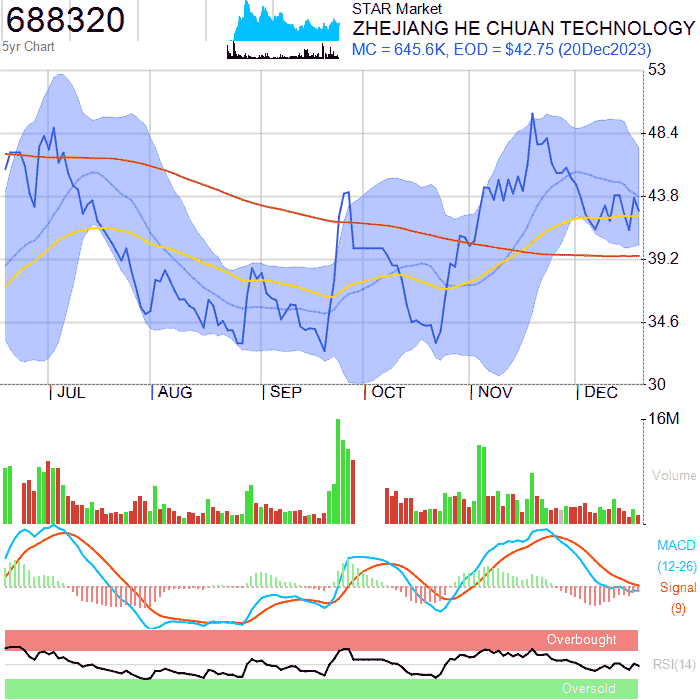 688320
5yr Chart
STAR Market
ZHEJIANG HE CHUAN TECHNOLOGY
MC = 645.6K, EOD = $42.75 (20Dec2023)
53
48.4
43.8
39.2
34.6
30
JUL AUG SEP OCT NOV DEC
16M
Volume
MACD
(12-26)
Signal
(9)
Overbought
RSI(14)
Oversold